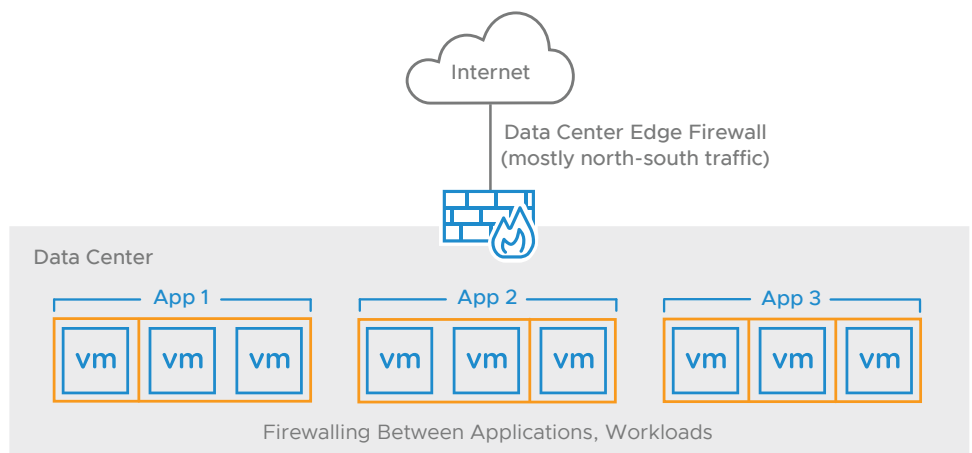 Internet
Data Center Edge Firewall
(mostly north-south traffic)
Data Center
App 1
App 2
App 3
vm vm vm vm vm vm vm vm vm
Firewalling Between Applications, Workloads